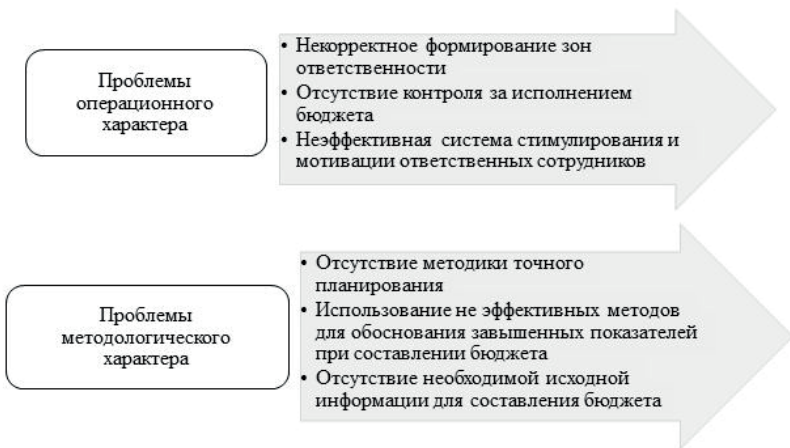 Проблемы
операционного
характера
• Некорректное формирование зон
ответственности
• Отсутствие контроля за исполнением
бюджета
• Неэффективная система стимулирования и
мотивации ответственных сотрудников
Проблемы
методологического
характера
• Отсутствие методики точного
планирования
• Использование не эффективных методов
для обоснования завышенных показателей
при составлении бюджета
• Отсутствие необходимой исходной
информации для составления бюджета